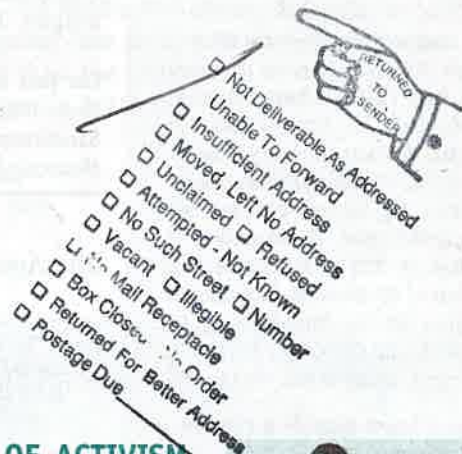 RETURNED
TO
SENDER
☐ Not Deliverable As Addressed
Unable To Forward
☐ Insufficient Address
☐ Moved, Left No Address
☐ Unclaimed ☐ Refused
☐ Attempted - Not Known
☐ No Such Street ☐ Number
☐ Vacant ☐ Illegible
☐ No Mail Receptacle
☐ Box Closed - No Order
☐ Returned For Better Address
☐ Postage Due
OF ACTIVISM